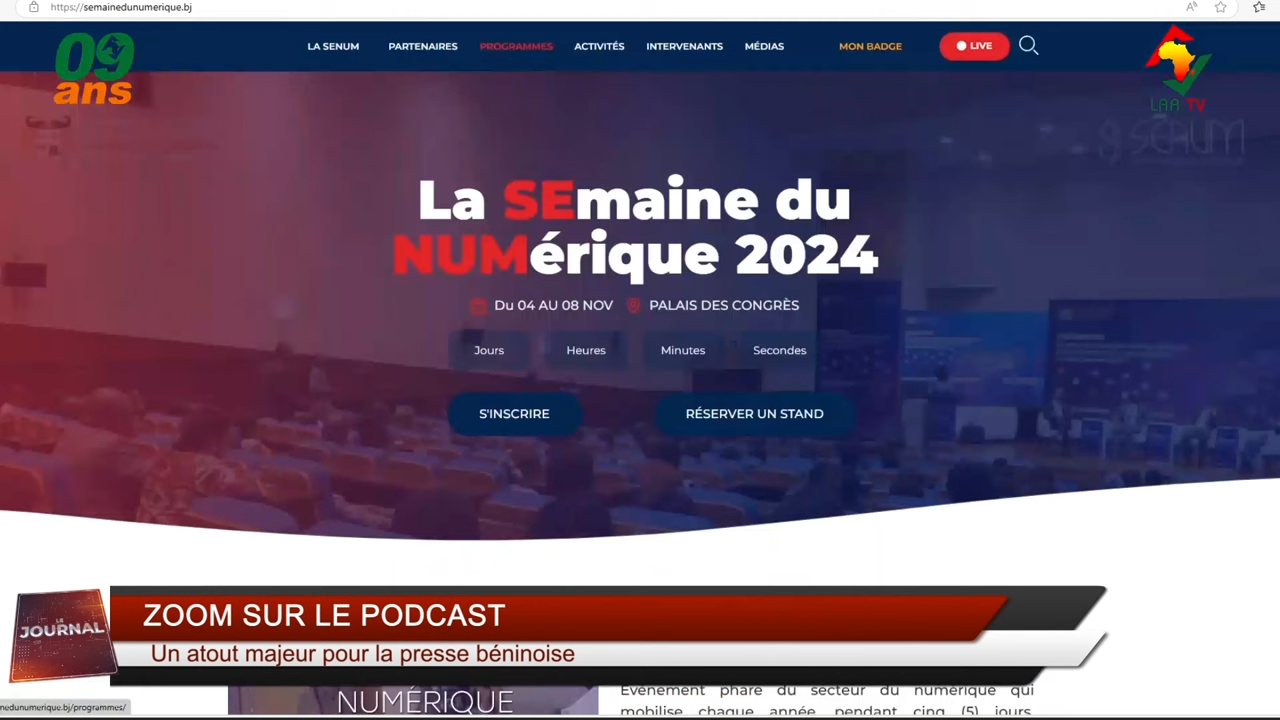 https://semainedunumerique.bj
09
ans
LA SENUM PARTENAIRES PROGRAMMES ACTIVITÉS INTERVENANTS MÉDIAS MON BADGE LIVE
LAA TV
SENUM
La SEmaine du
NUMérique 2024
Du 04 AU 08 NOV PALAIS DES CONGRÈS
Jours Heures Minutes Secondes
S'INSCRIRE RÉSERVER UN STAND
LE
JOURNAL
ZOOM SUR LE PODCAST
Un atout majeur pour la presse béninoise
NUMÉRIQUE
Evènement phare du secteur du numérique qui
mobilise chaque année pendant cinq (5) jours
medunumerique.bj/programmes/